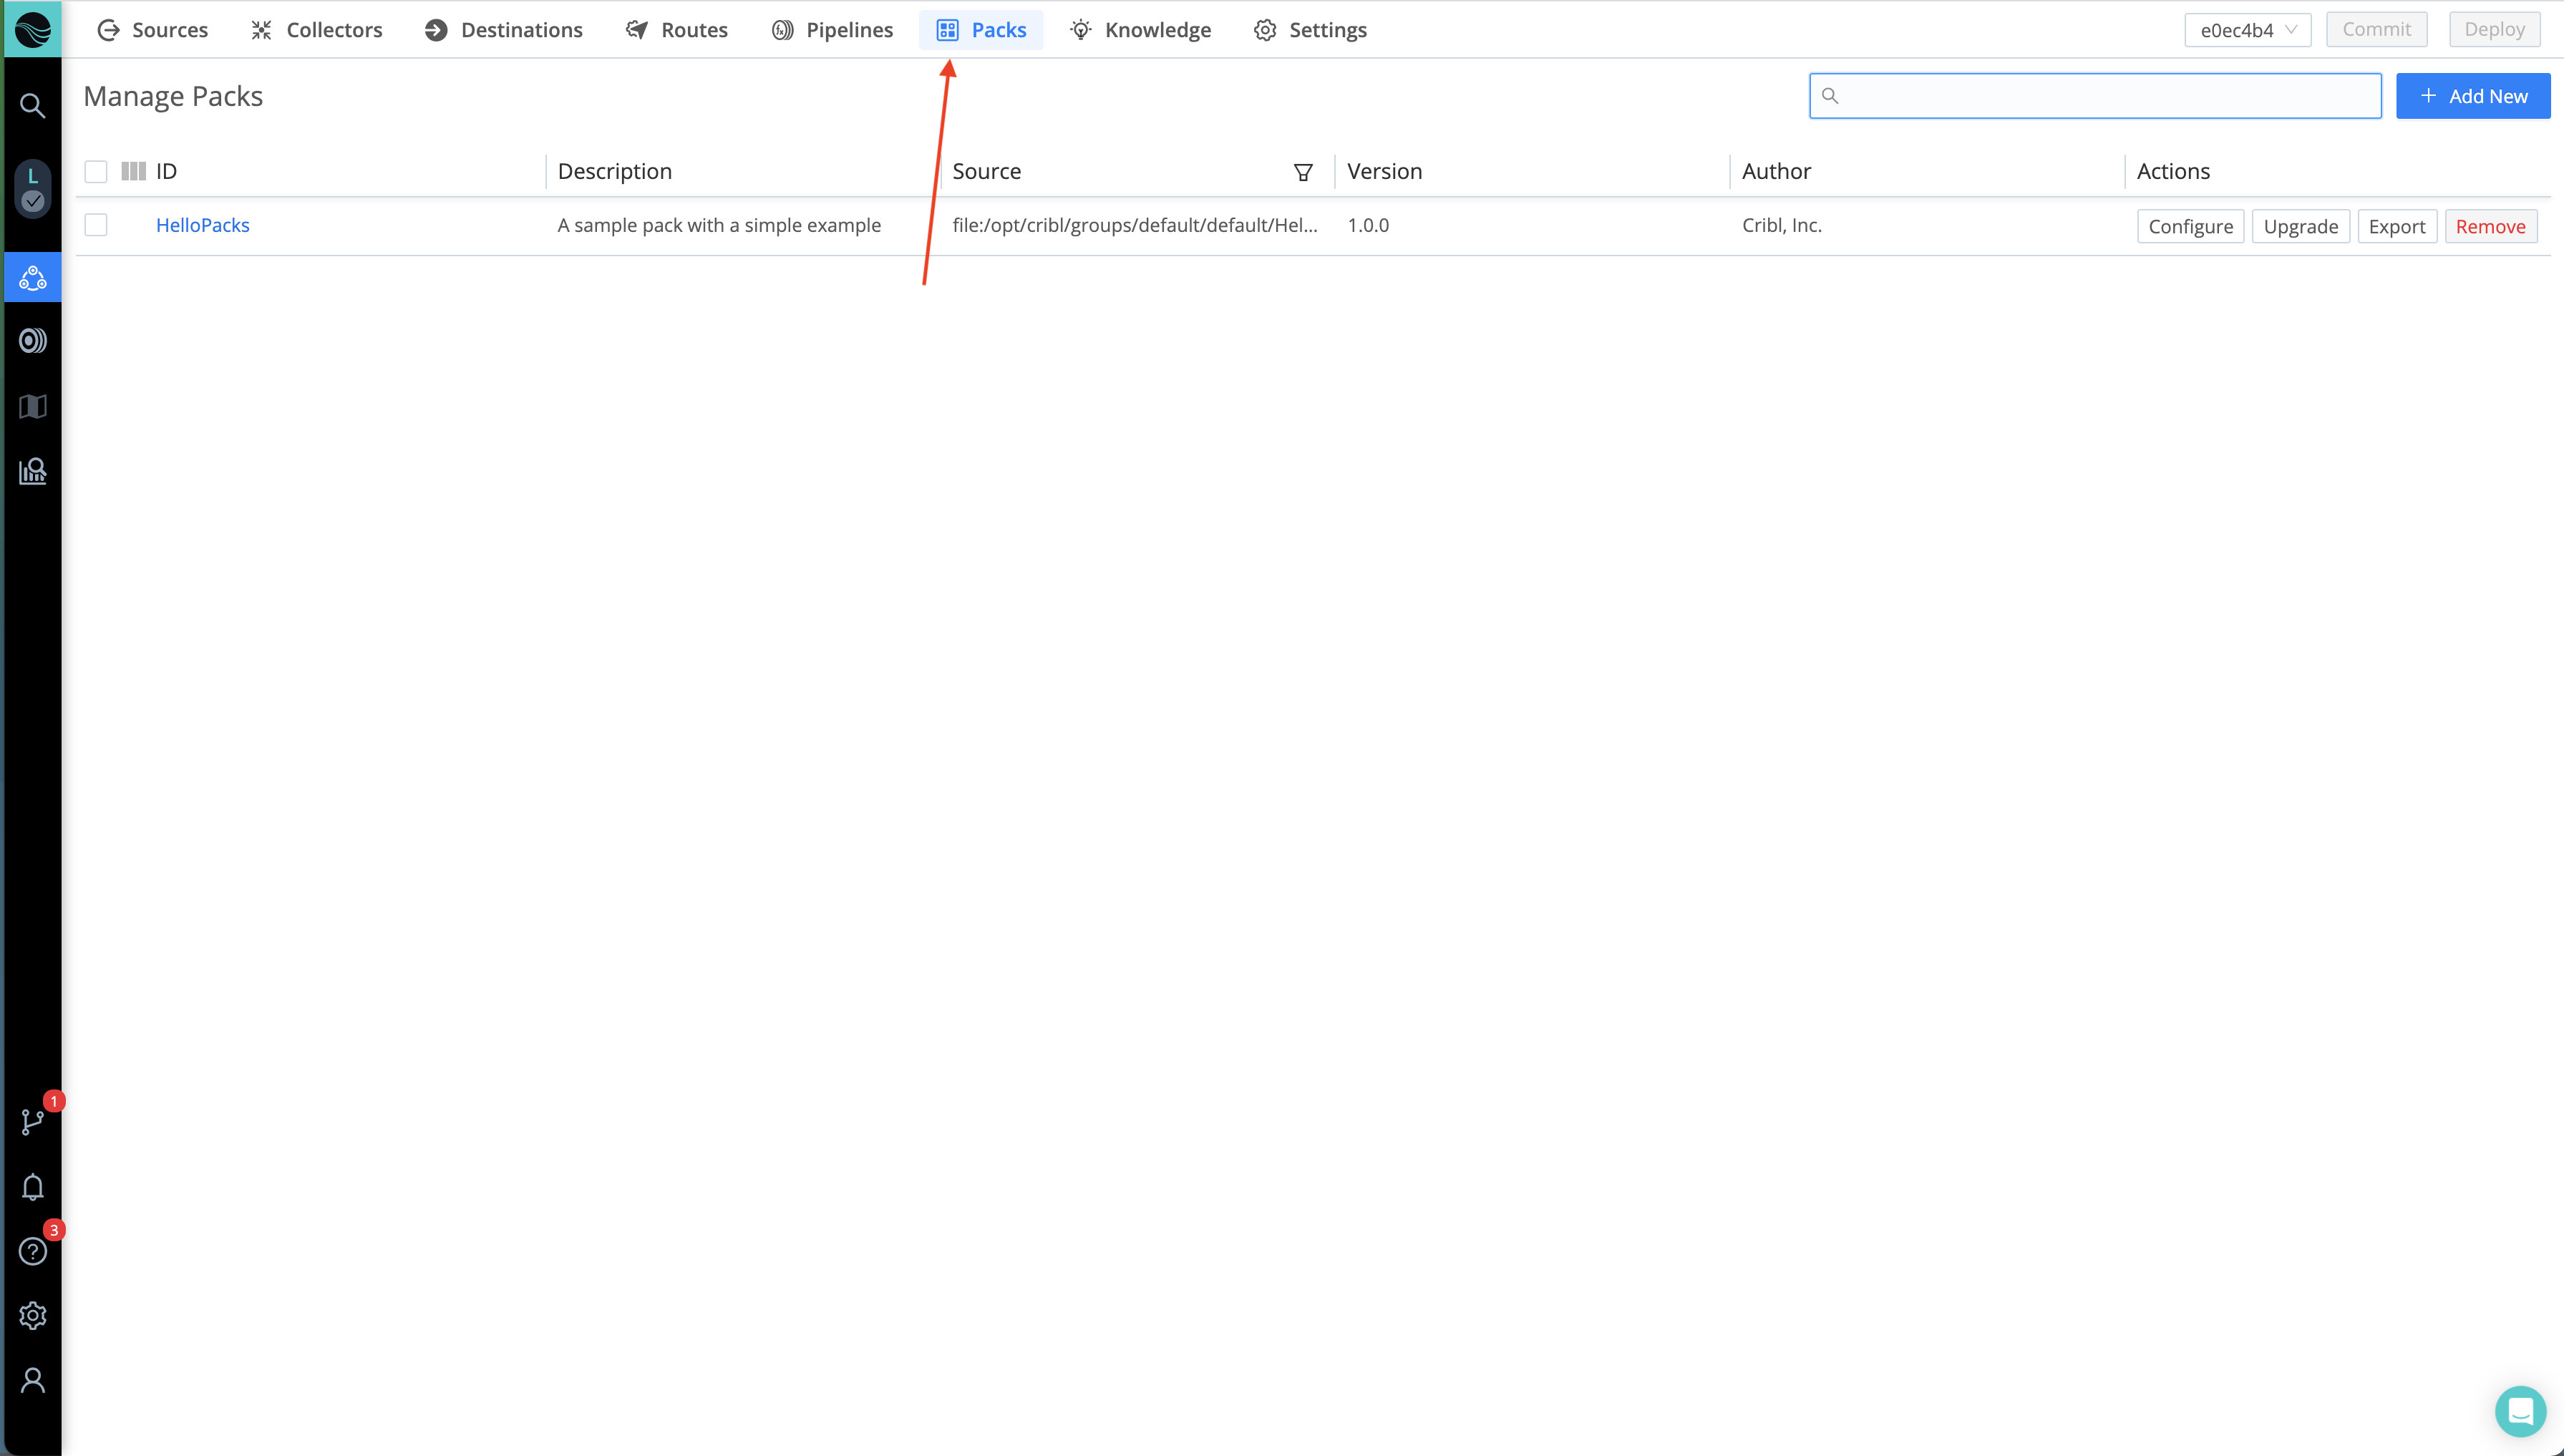 Sources Collectors Destinations Routes Pipelines Packs Knowledge Settings e0ec4b4 Commit Deploy
Manage Packs + Add New
ID Description Source Version Author Actions
HelloPacks A sample pack with a simple example file:/opt/cribl/groups/default/default/Hel... 1.0.0 Cribl, Inc. Configure Upgrade Export Remove
L
1
3